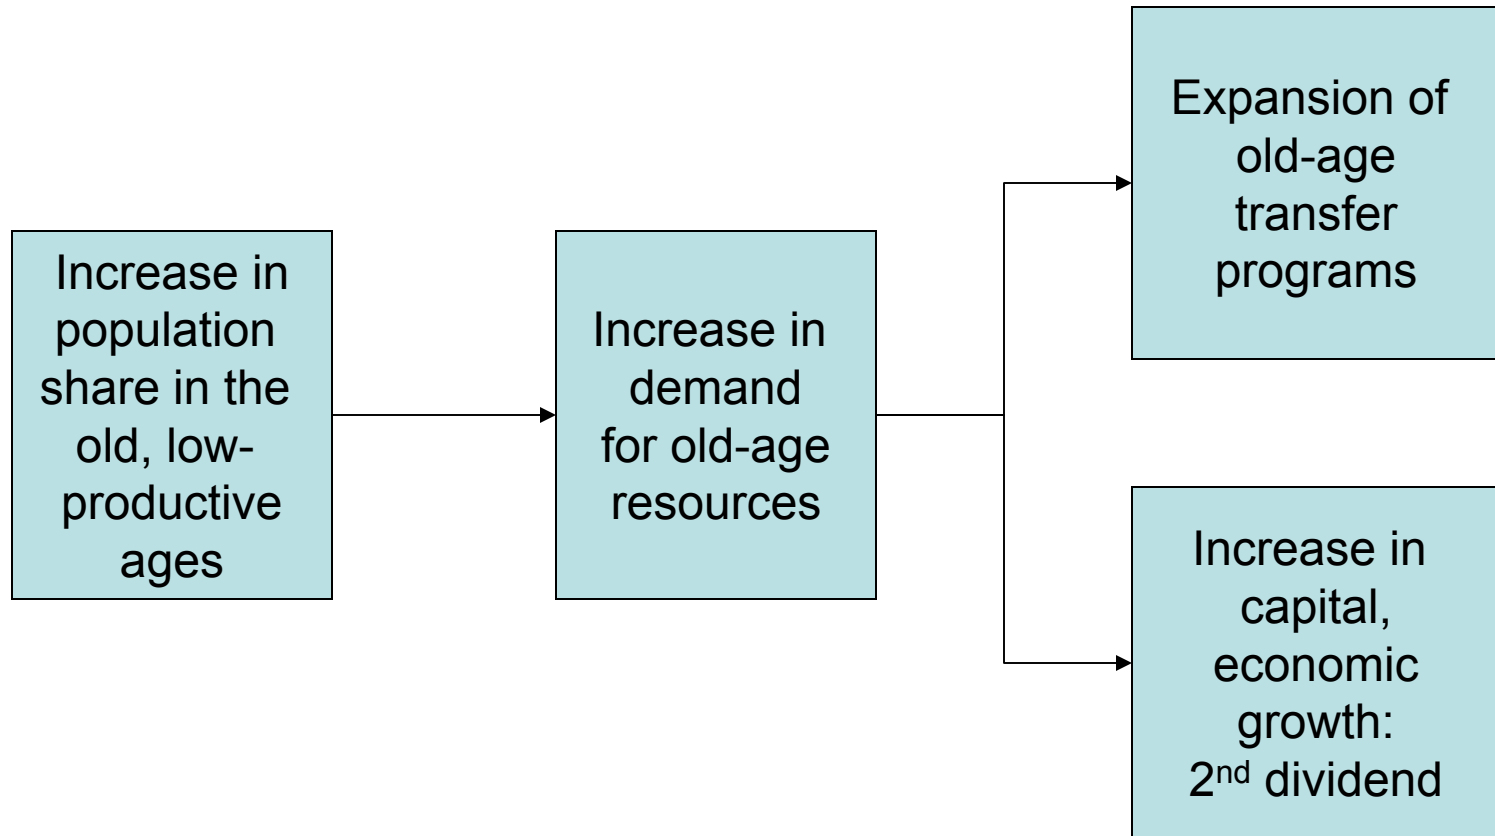 Increase in
population
share in the
old, low-
productive
ages
Increase in
demand
for old-age
resources
Expansion of
old-age
transfer
programs
Increase in
capital,
economic
growth:
2nd dividend